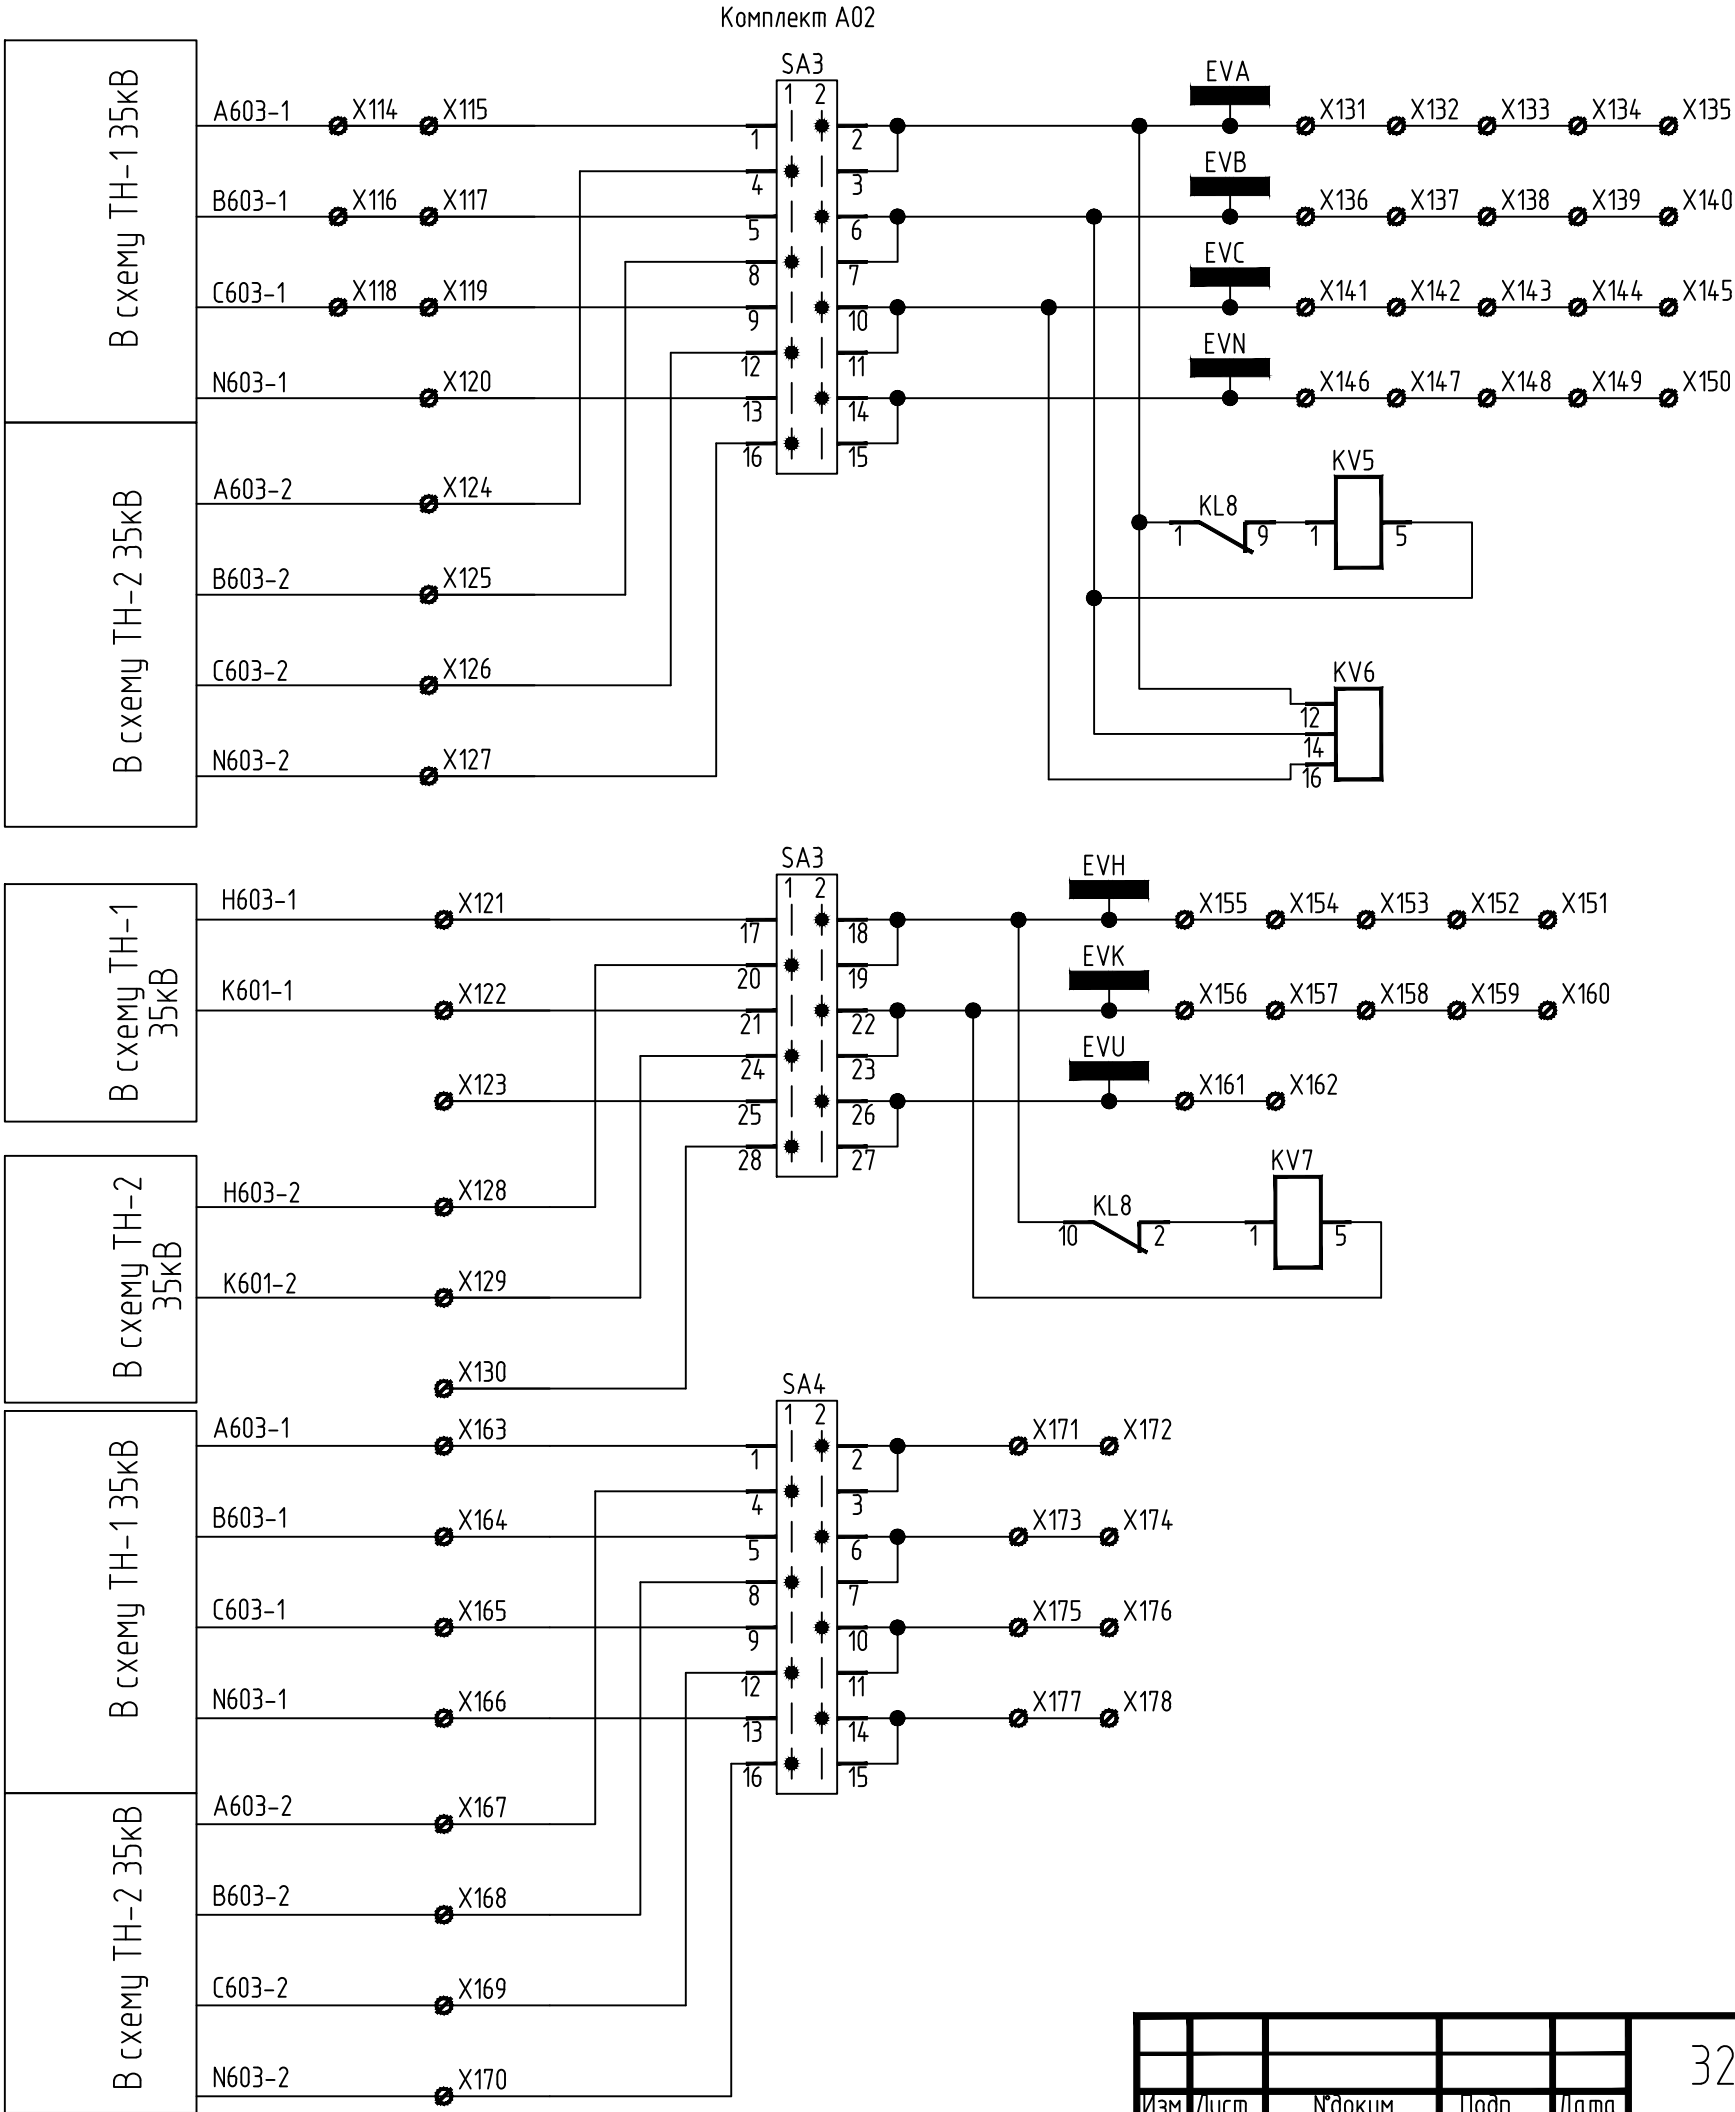 Комплект А02
SA3
1 2
EVA
A603-1 X114 X115 1 2 X131 X132 X133 X134 X135
4 3
EVB
B603-1 X116 X117 5 6 X136 X137 X138 X139 X140
8 7
EVC
C603-1 X118 X119 9 10 X141 X142 X143 X144 X145
12 11
EVN
N603-1 X120 13 14 X146 X147 X148 X149 X150
16 15
В схему ТН-1 35кВ
KV5
A603-2 X124
KL8
1 9 1 5
B603-2 X125
C603-2 X126
KV6
12
14
16
N603-2 X127
В схему ТН-2 35кВ
SA3
1 2
EVH
H603-1 X121 17 18 X155 X154 X153 X152 X151
20 19
EVK
K601-1 X122 21 22 X156 X157 X158 X159 X160
24 23
EVU
X123 25 26 X161 X162
28 27
В схему ТН-1
35кВ
KV7
H603-2 X128
KL8
10 2 1 5
K601-2 X129
X130
В схему ТН-2
35кВ
SA4
1 2
A603-1 X163 1 2 X171 X172
4 3
B603-1 X164 5 6 X173 X174
8 7
C603-1 X165 9 10 X175 X176
12 11
N603-1 X166 13 14 X177 X178
16 15
В схему ТН-1 35кВ
A603-2 X167
B603-2 X168
C603-2 X169
N603-2 X170
В схему ТН-2 35кВ
32
Изм Лист N°доким Подп Дата